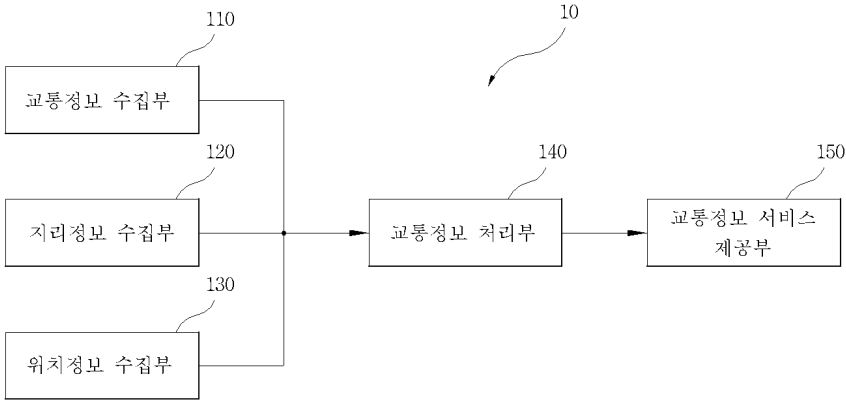 110
10
교통정보 수집부
120
140
150
지리정보 수집부
교통정보 처리부
교통정보 서비스
제공부
130
위치정보 수집부